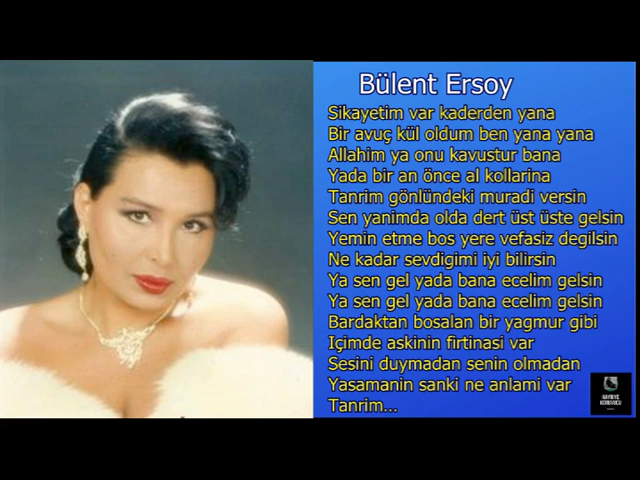 Bülent Ersoy
Sikayetim var kaderden yana
Bir avuç kül oldum ben yana yana
Allahim ya onu kavustur bana
Yada bir an önce al kollarina
Tanrim gönlündeki muradi versin
Sen yanimda olda dert üst üste gelsin
Yemin etme bos yere vefasiz degilsin
Ne kadar sevdigimi iyi bilirsin
Ya sen gel yada bana ecelim gelsin
Ya sen gel yada bana ecelim gelsin
Bardaktan bosalan bir yagmur gibi
Içimde askinin firtinasi var
Sesini duymadan senin olmadan
Yasamanin sanki ne anlami var
Tanrim...